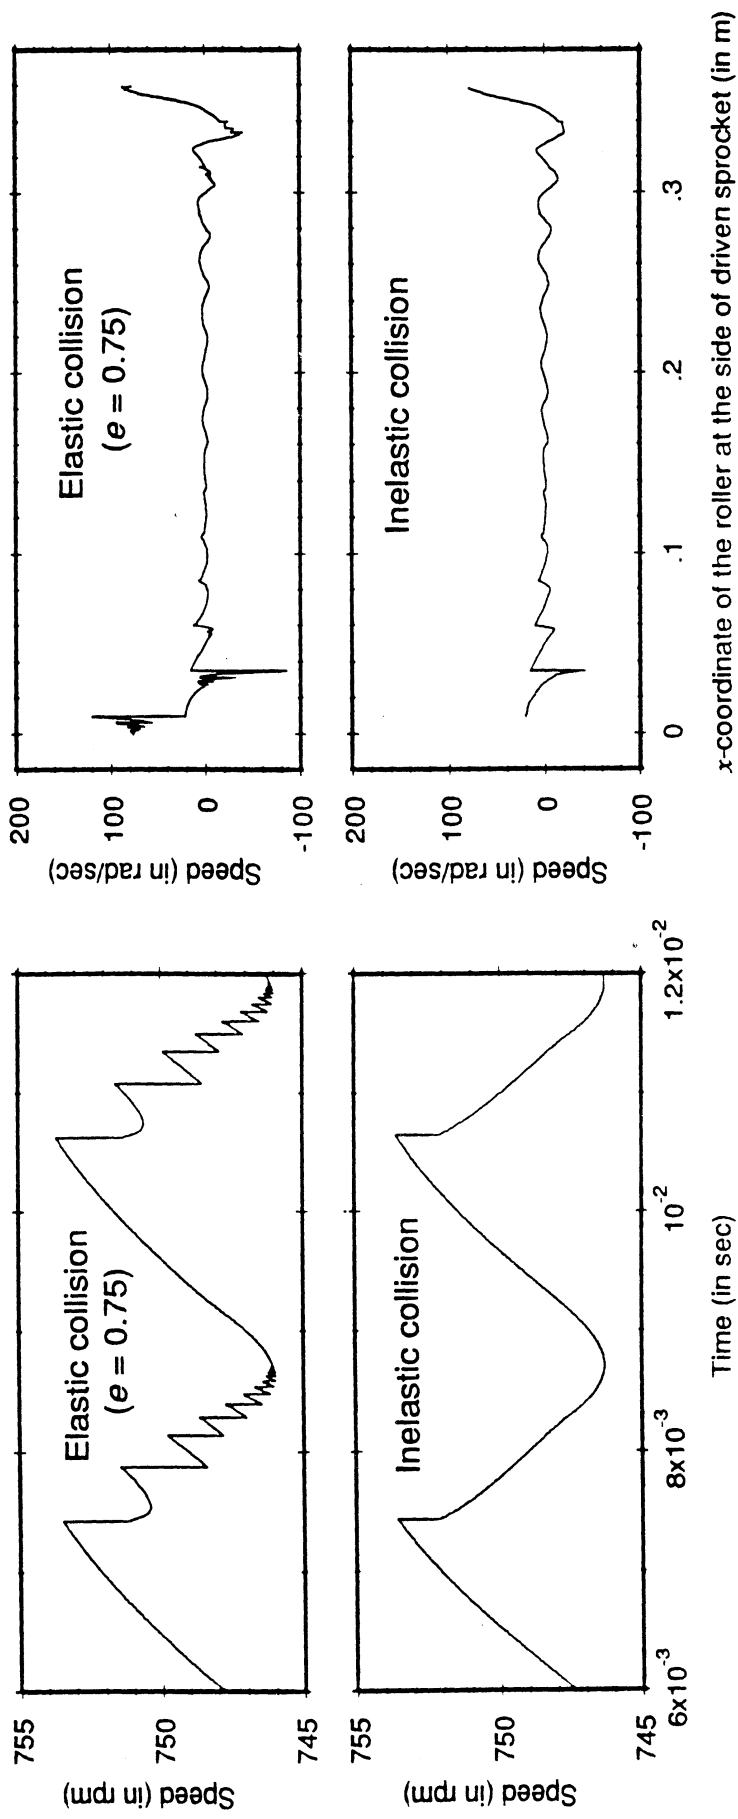 200
100
0
-100
Speed (in rad/sec)
Elastic collision
(e = 0.75)
200
100
0
-100
Speed (in rad/sec)
Inelastic collision
0
.1
.2
.3
x-coordinate of the roller at the side of driven sprocket (in m)
755
750
745
Speed (in rpm)
Elastic collision
(e = 0.75)
755
750
745
Speed (in rpm)
Inelastic collision
6x10-3
8x10-3
10-2
1.2x10-2
Time (in sec)